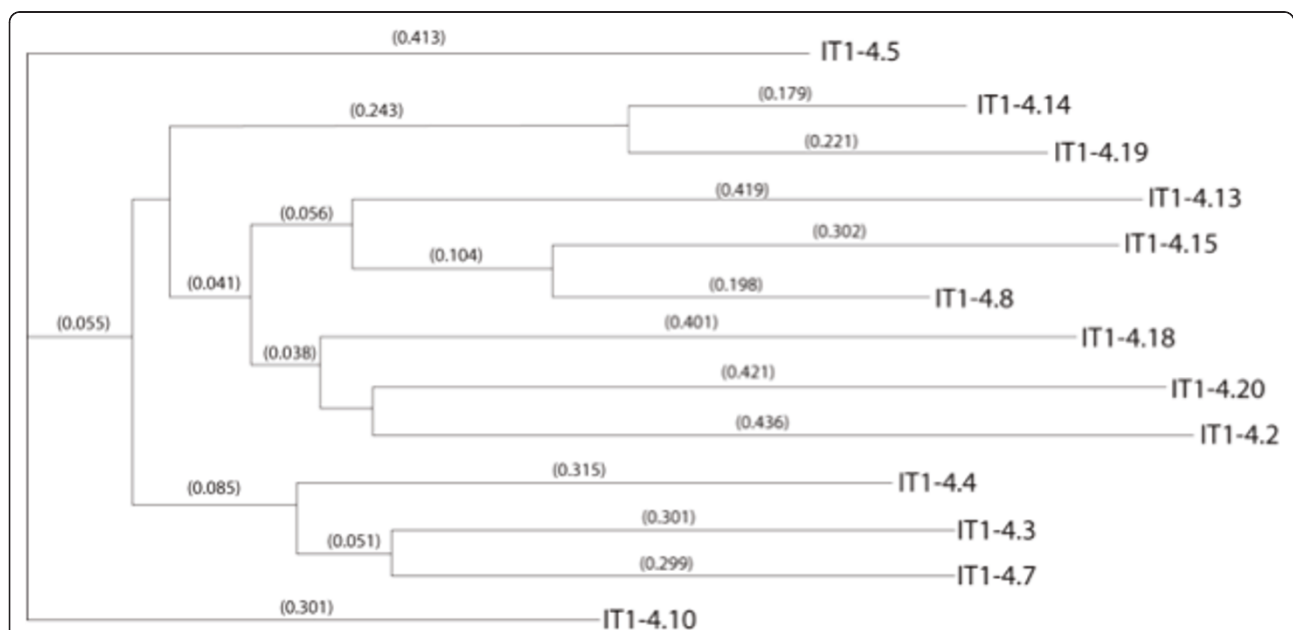 (0.413)
IT1-4.5
(0.179)
IT1-4.14
(0.243)
(0.221)
IT1-4.19
(0.419)
IT1-4.13
(0.056)
(0.302)
IT1-4.15
(0.104)
(0.198)
IT1-4.8
(0.041)
(0.055)
(0.401)
IT1-4.18
(0.038)
(0.421)
IT1-4.20
(0.436)
IT1-4.2
(0.315)
IT1-4.4
(0.085)
(0.301)
IT1-4.3
(0.051)
(0.299)
IT1-4.7
(0.301)
IT1-4.10